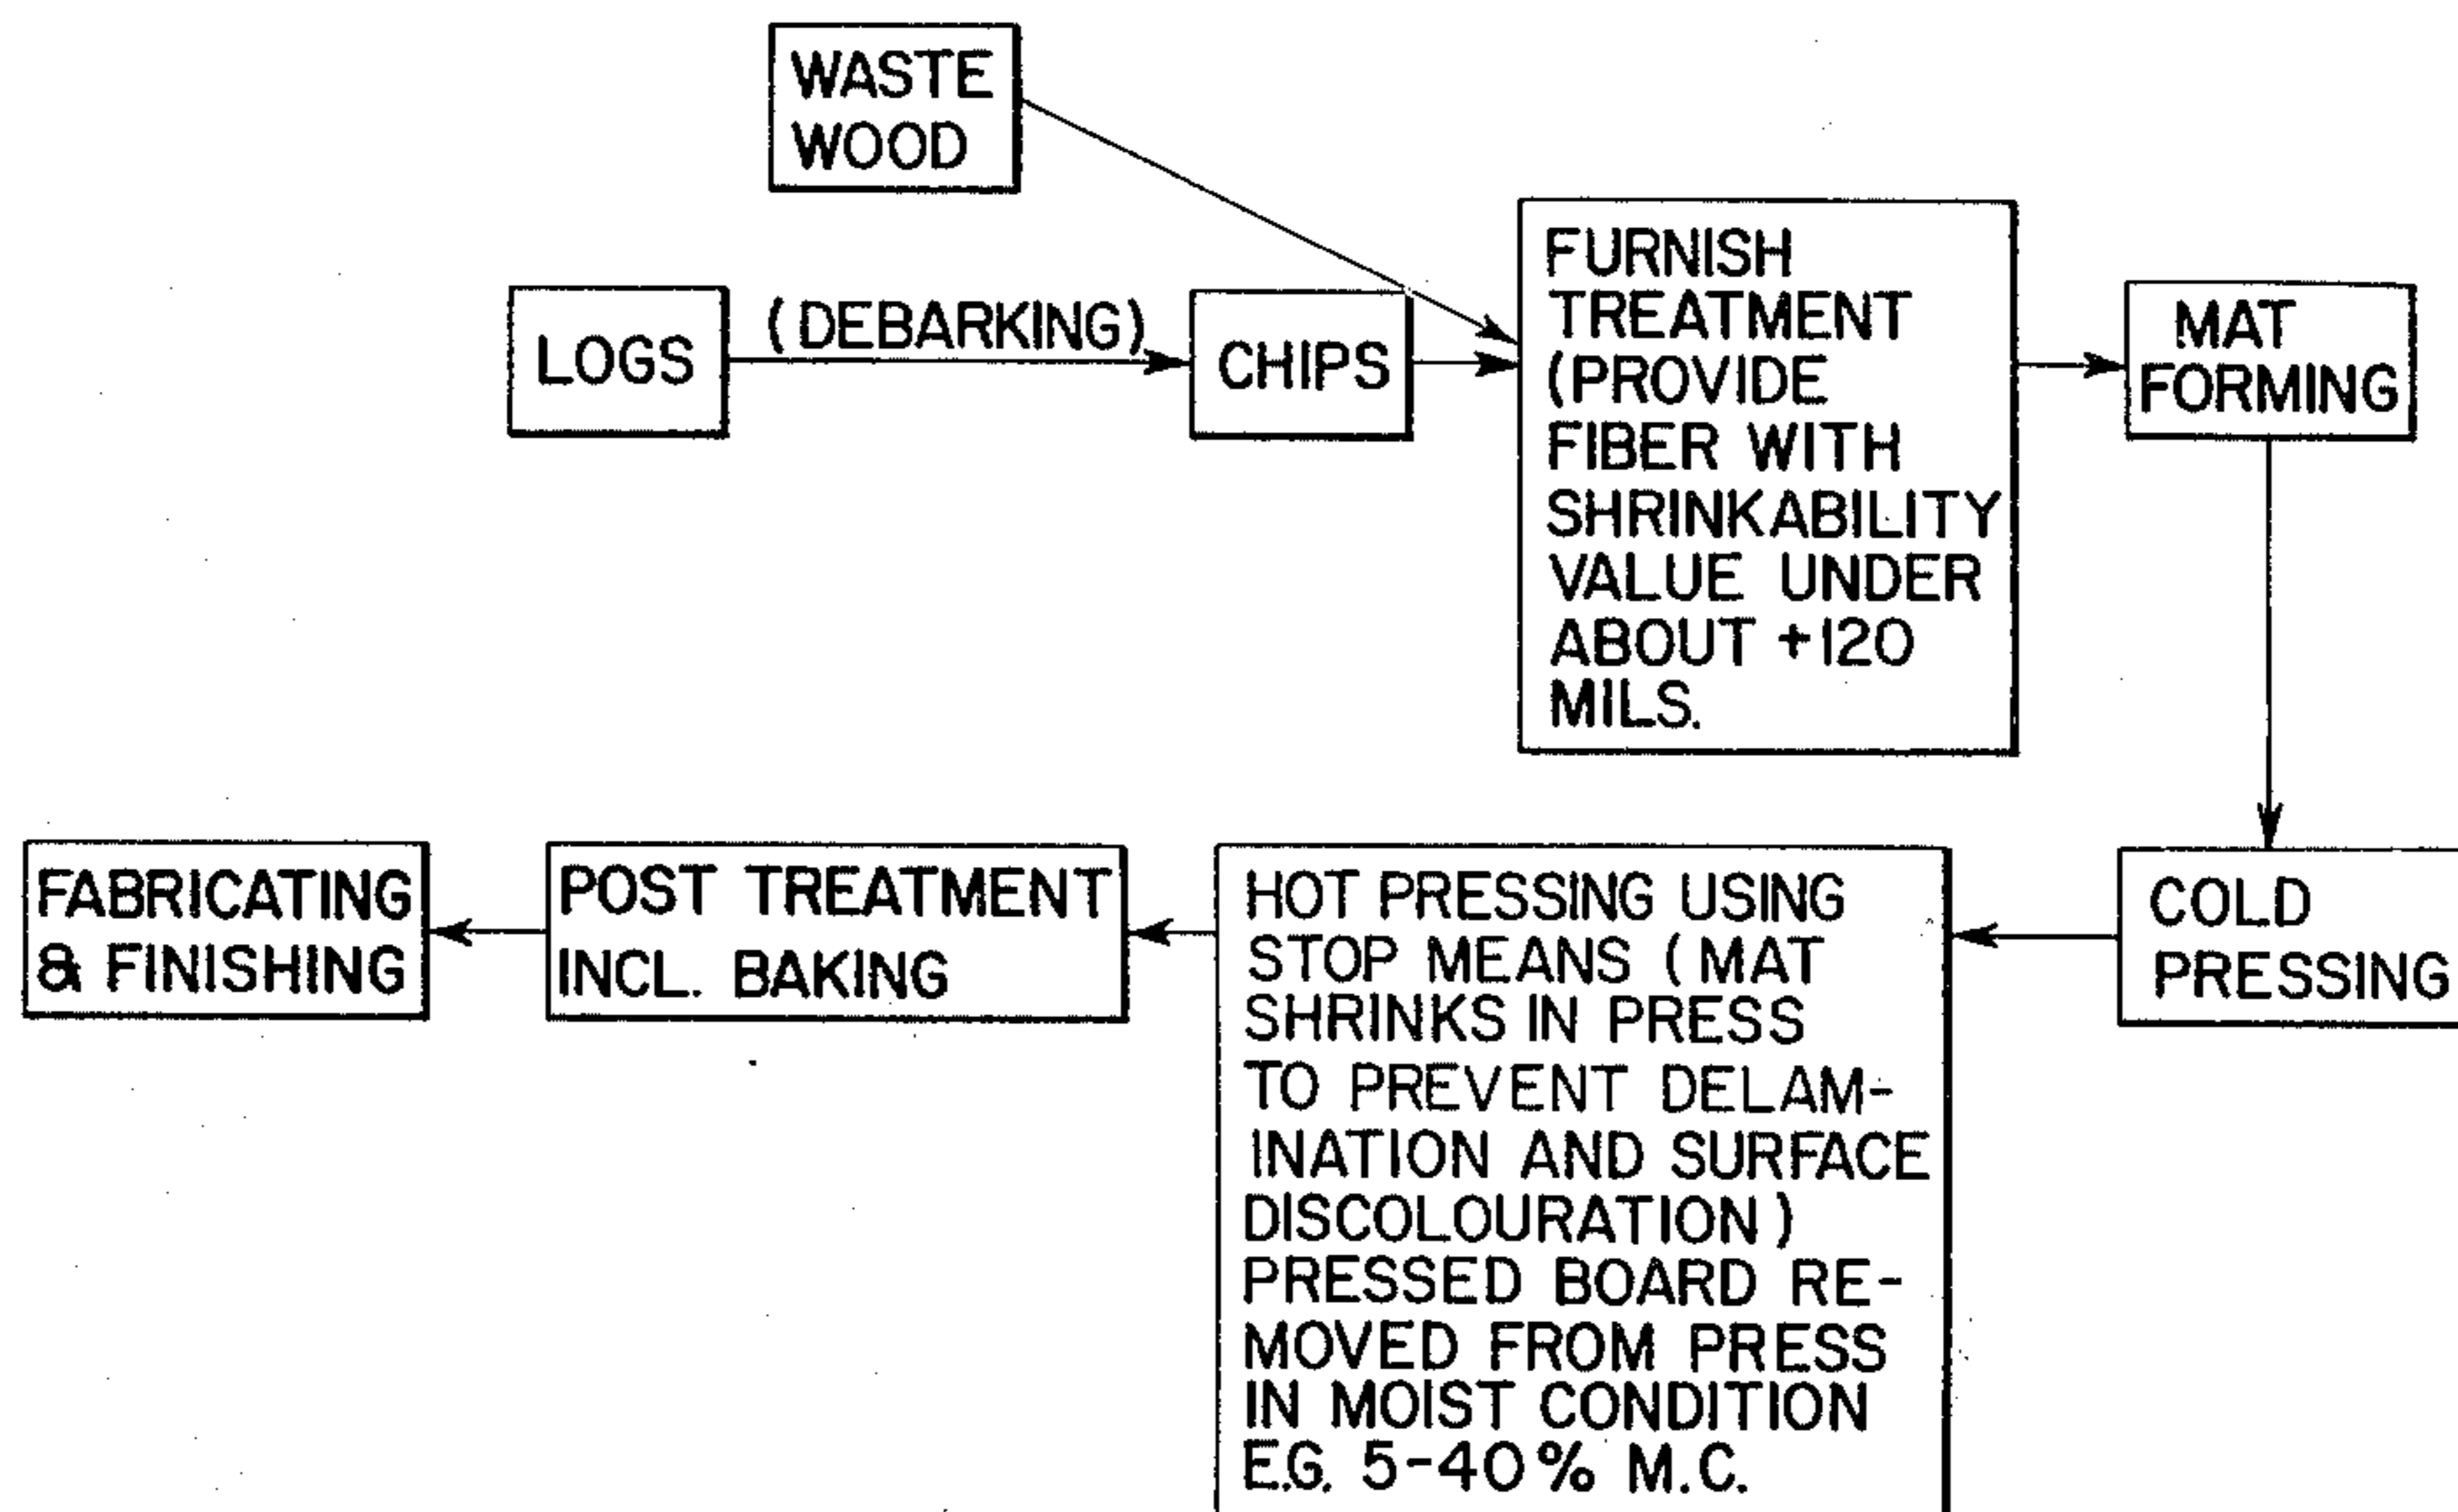 WASTE
WOOD
LOGS
(DEBARKING)
CHIPS
FURNISH
TREATMENT
(PROVIDE
FIBER WITH
SHRINKABILITY
VALUE UNDER
ABOUT +120
MILS.
MAT
FORMING
COLD
PRESSING
HOT PRESSING USING
STOP MEANS (MAT
SHRINKS IN PRESS
TO PREVENT DELAM-
INATION AND SURFACE
DISCOLOURATION)
PRESSED BOARD RE-
MOVED FROM PRESS
IN MOIST CONDITION
E.G. 5-40% M.C.
POST TREATMENT
INCL. BAKING
FABRICATING
& FINISHING